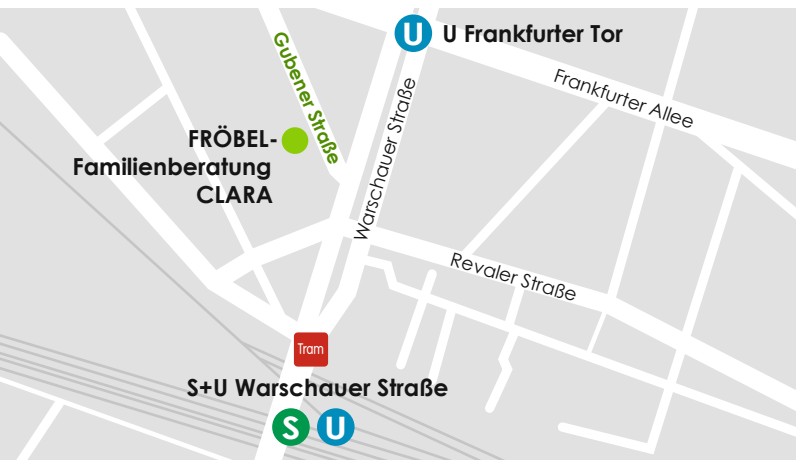 U U Frankfurter Tor
Gubener Straße
Frankfurter Allee
Warschauer Straße
FRÖBEL-
Familienberatung
CLARA
Revaler Straße
Tram
S+U Warschauer Straße
S U